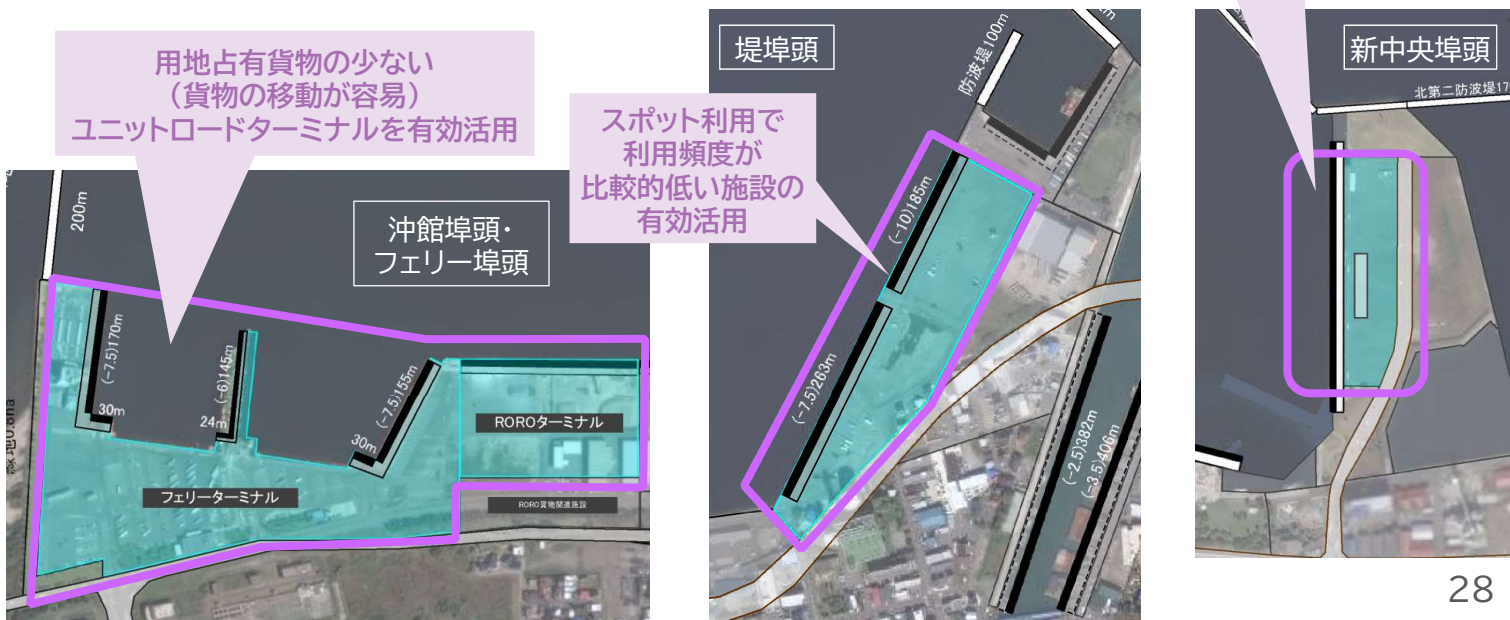 用地占有貨物の少ない
(貨物の移動が容易)
ユニットロードターミナルを有効活用
沖館埠頭・
フェリー埠頭
200m
(-7.5)170m
30m
(-6)145m
24m
(-7.5)155m
30m
ROROターミナル
フェリーターミナル
RORO貨物関連施設
堤埠頭
防波堤100m
スポット利用で
利用頻度が
比較的低い施設の
有効活用
(-10)185m
(-7.5)263m
(-2.5)382m
(-3.5)406m
新中央埠頭
北第二防波堤17
28